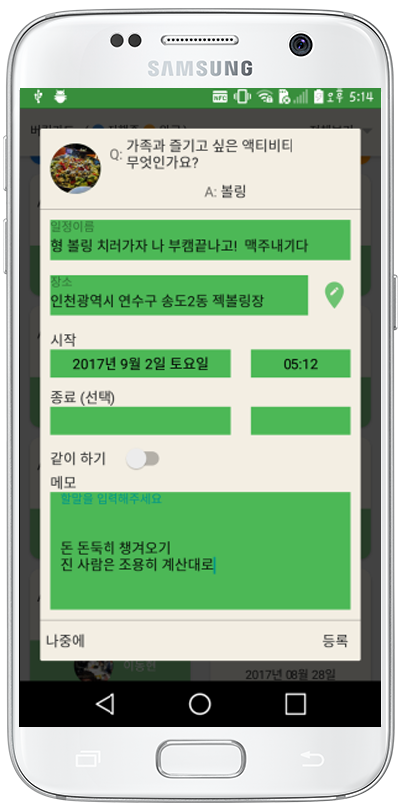 SAMSUNG
NFC
오후 5:14
Q: 가족과 즐기고 싶은 액티비티
무엇인가요?
A: 볼링
일정이름
형 볼링 치러가자 나 부캠끝나고! 맥주내기다
장소
인천광역시 연수구 송도2동 젝볼링장
시작
2017년 9월 2일 토요일 05:12
종료 (선택)
같이 하기
메모
할말을 입력해주세요
돈 돈둑히 챙겨오기
진 사람은 조용히 계산대로
나중에 등록
2017년 08월 28일